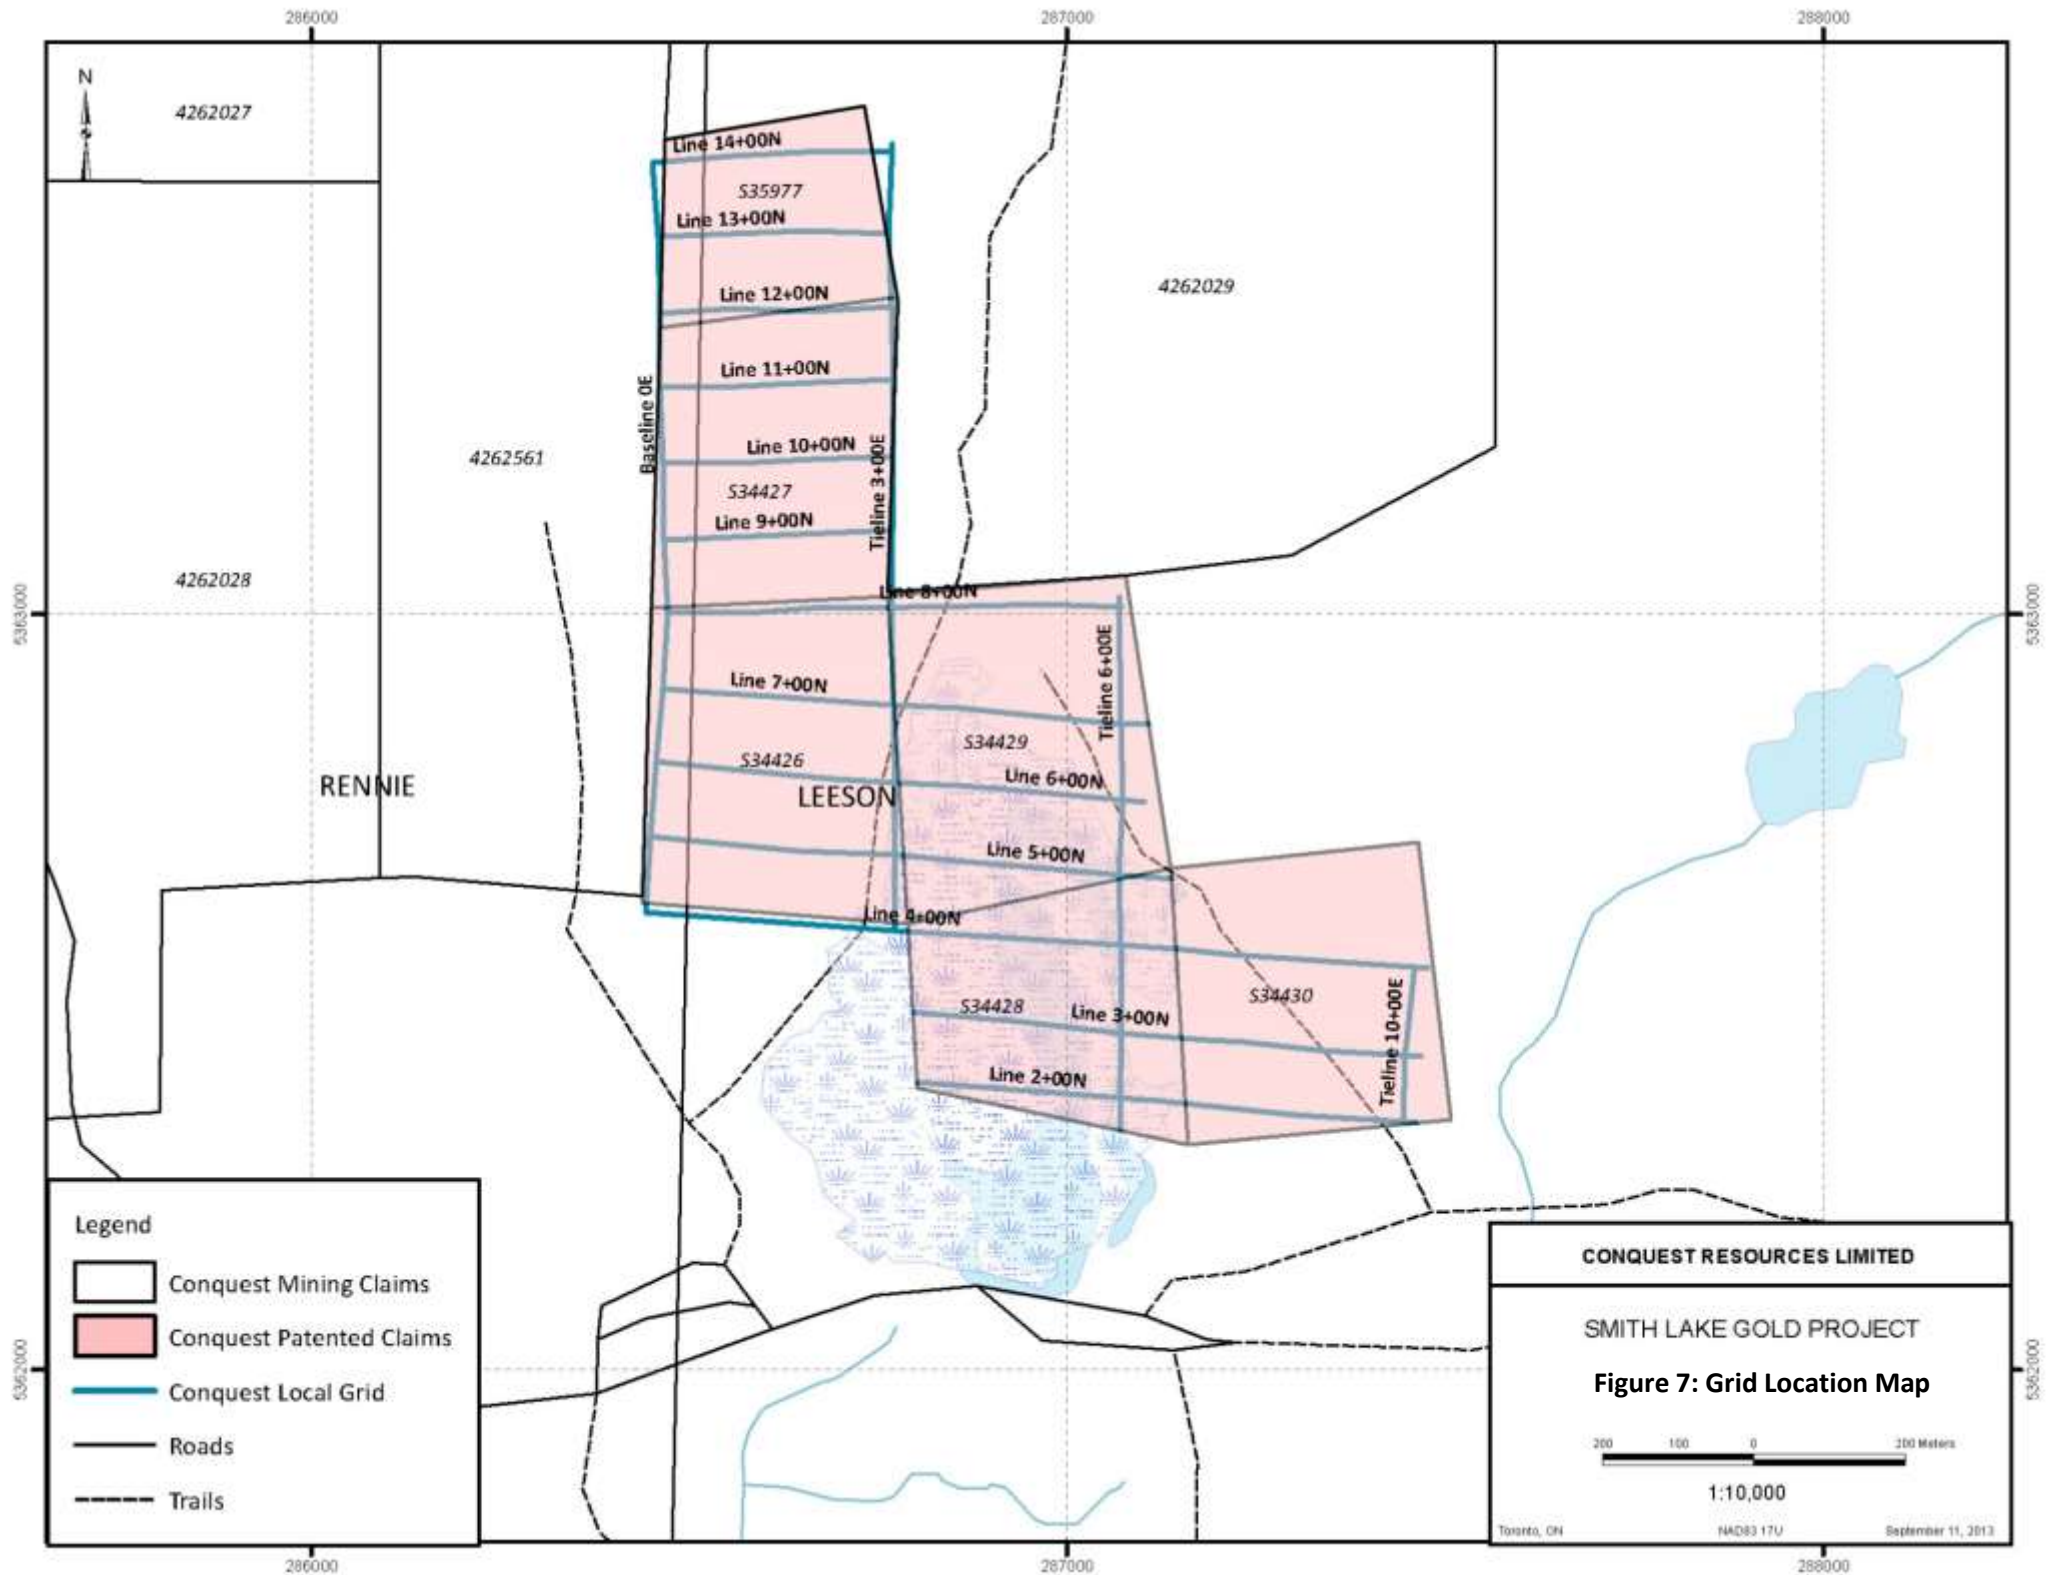 286000
287000
288000
N
4262027
Line 14+00N
S35977
Line 13+00N
4262029
Line 12+00N
Line 11+00N
Baseline 0E
Line 10+00N
Tieline 3+00E
4262561
S34427
Line 9+00N
4262028
Line 8+00N
5363000
5363000
Tieline 6+00E
Line 7+00N
S34429
S34426
Line 6+00N
RENNIE
LEESON
Line 5+00N
Line 4+00N
S34430
S34428
Line 3+00N
Tieline 10+00E
Line 2+00N
Legend
Conquest Mining Claims
Conquest Patented Claims
Conquest Local Grid
Roads
Trails
CONQUEST RESOURCES LIMITED
SMITH LAKE GOLD PROJECT
Figure 7: Grid Location Map
200 100 0 200 Meters
1:10,000
Toronto, ON NAD83 17U September 11, 2013
5362000
5362000
286000
287000
288000